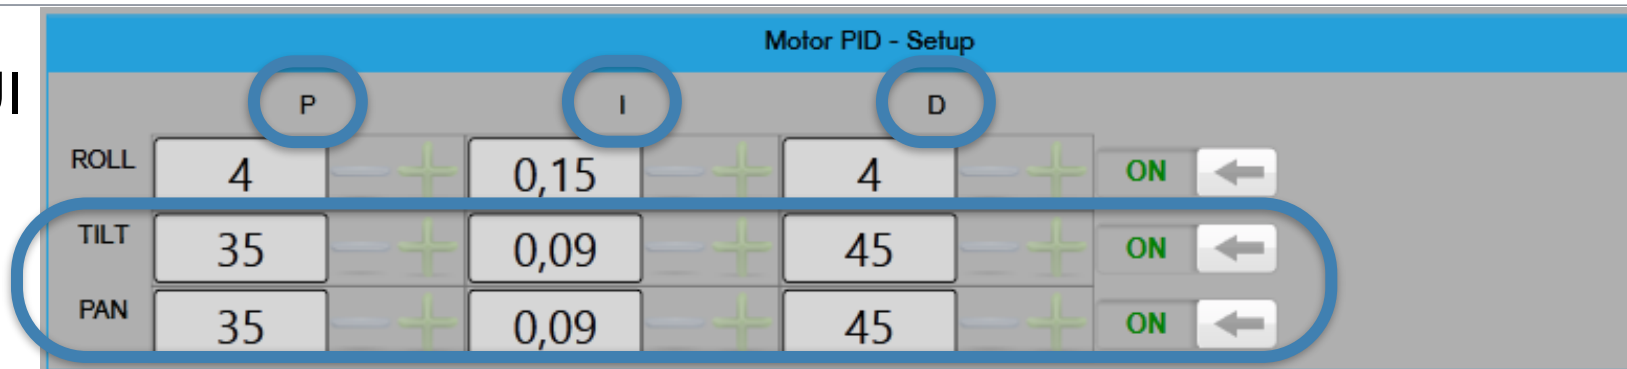 Motor PID - Setup
P I D
ROLL 4 0,15 4 ON
TILT 35 0,09 45 ON
PAN 35 0,09 45 ON